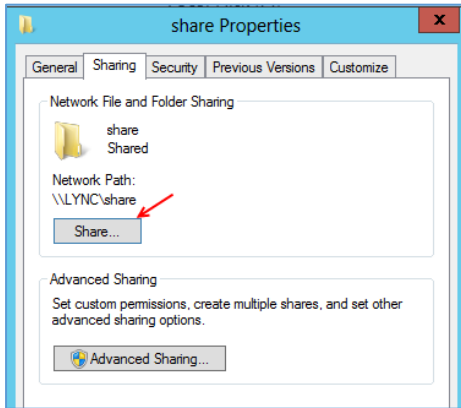 share Properties
x
General Sharing Security Previous Versions Customize
Network File and Folder Sharing
share
Shared
Network Path:
\\LYNC\share
Share...
Advanced Sharing
Set custom permissions, create multiple shares, and set other
advanced sharing options.
Advanced Sharing...